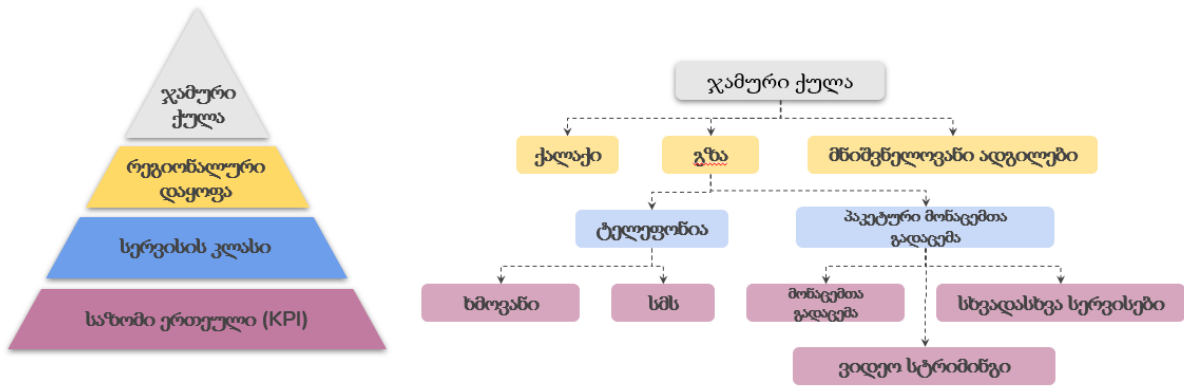 ჯამური
ქულა
რეგიონალური
დაყოფა
სერვისის კლასი
საზომი ერთეული (KPI)
ჯამური ქულა
ქალაქი
გზა
მნიშვნელოვანი ადგილები
ტელეფონია
პაკეტური მონაცემთა
გადაცემა
ხმოვანი
სმს
მონაცემთა
გადაცემა
სხვადასხვა სერვისები
ვიდეო სტრიმინგი